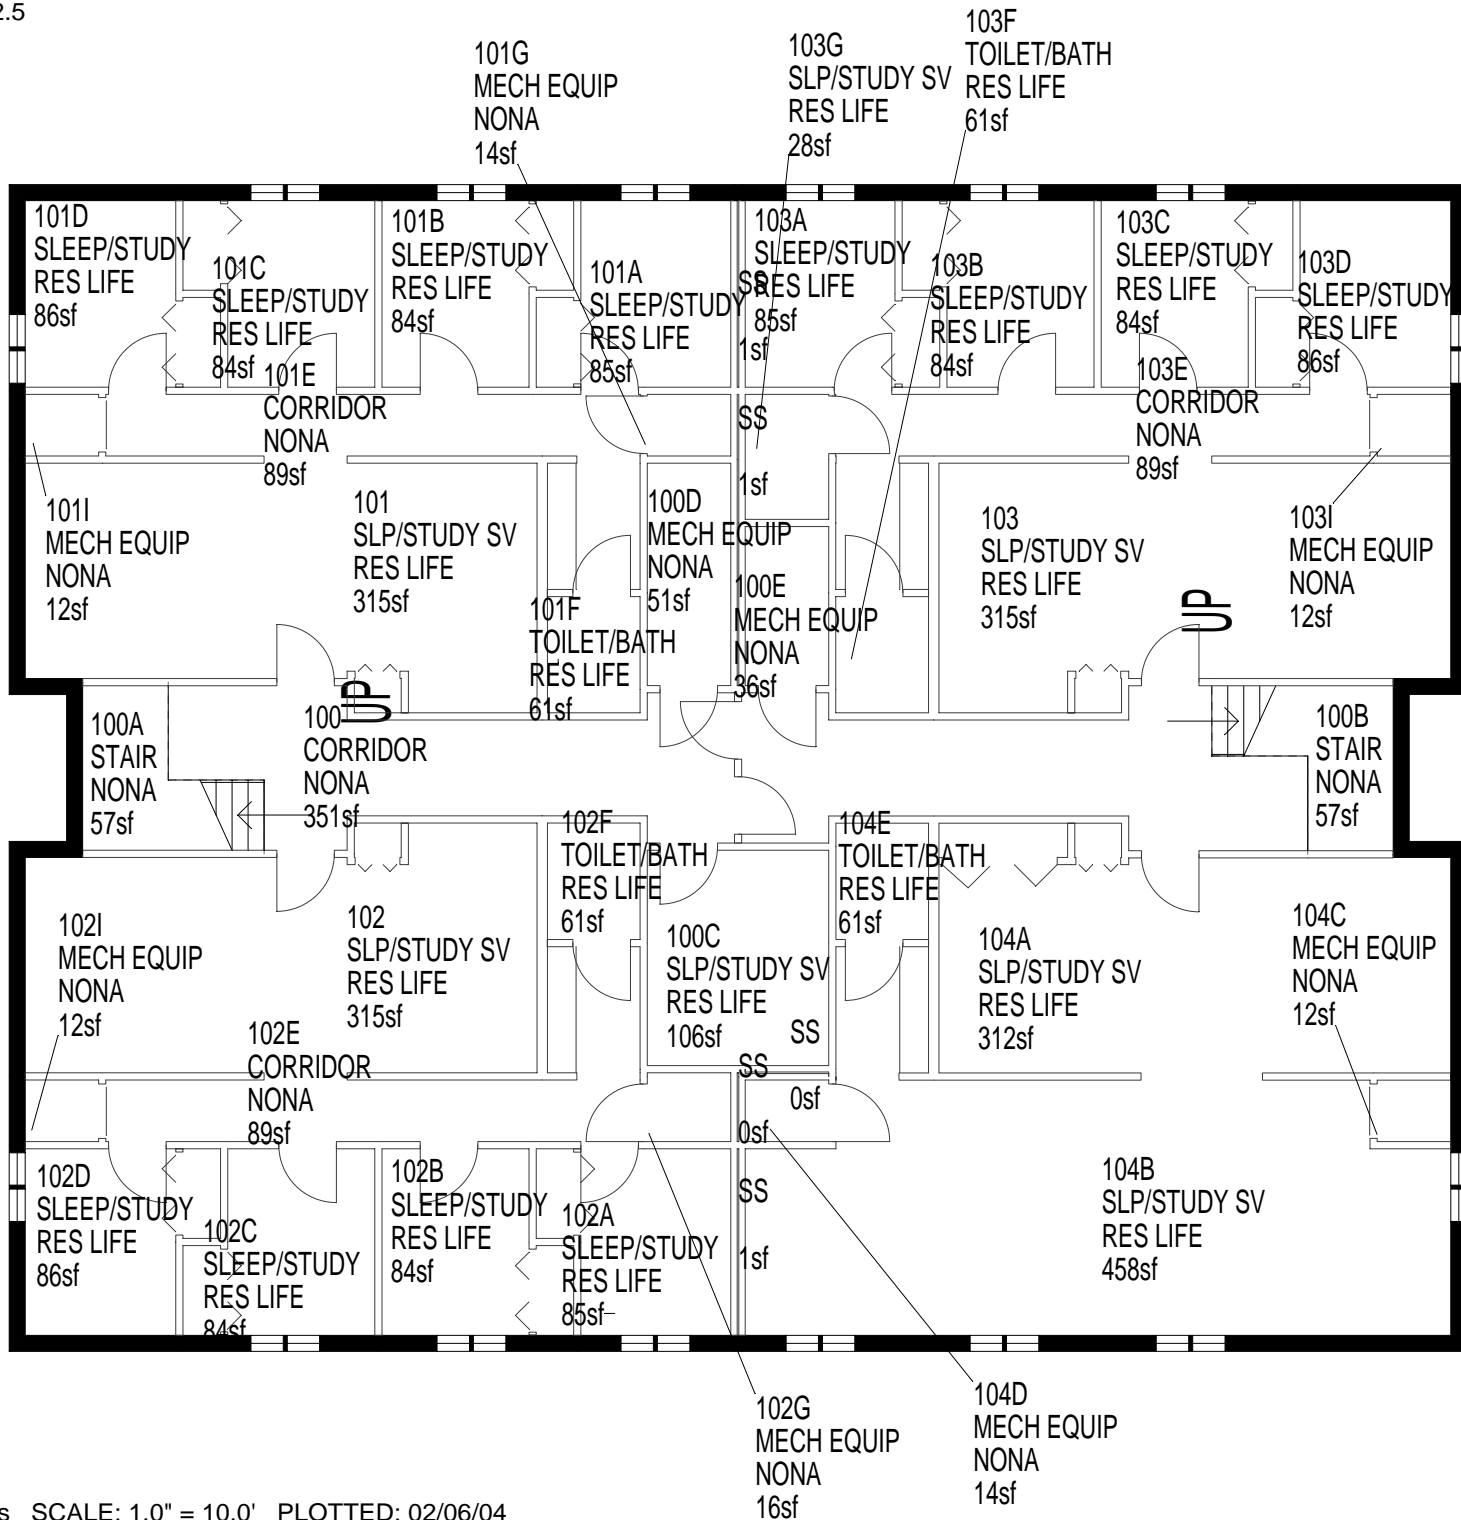 2.5
101G
MECH EQUIP
NONA
14sf
103G
SLP/STUDY SV
RES LIFE
28sf
103F
TOILET/BATH
RES LIFE
61sf
101D
SLEEP/STUDY
RES LIFE
86sf
101C
SLEEP/STUDY
RES LIFE
84sf
101B
SLEEP/STUDY
RES LIFE
84sf
101A
SLEEP/STUDY
RES LIFE
85sf
103A
SLEEP/STUDY
RES LIFE
85sf
SS
1sf
103B
SLEEP/STUDY
RES LIFE
84sf
103C
SLEEP/STUDY
RES LIFE
84sf
103D
SLEEP/STUDY
RES LIFE
86sf
101E
CORRIDOR
NONA
89sf
SS
1sf
103E
CORRIDOR
NONA
89sf
101I
MECH EQUIP
NONA
12sf
101
SLP/STUDY SV
RES LIFE
315sf
101F
TOILET/BATH
RES LIFE
61sf
100D
MECH EQUIP
NONA
51sf
100E
MECH EQUIP
NONA
36sf
103
SLP/STUDY SV
RES LIFE
315sf
UP
103I
MECH EQUIP
NONA
12sf
100A
STAIR
NONA
57sf
UP
100
CORRIDOR
NONA
351sf
100B
STAIR
NONA
57sf
102I
MECH EQUIP
NONA
12sf
102
SLP/STUDY SV
RES LIFE
315sf
102F
TOILET/BATH
RES LIFE
61sf
100C
SLP/STUDY SV
RES LIFE
106sf
104E
TOILET/BATH
RES LIFE
61sf
104A
SLP/STUDY SV
RES LIFE
312sf
104C
MECH EQUIP
NONA
12sf
102E
CORRIDOR
NONA
89sf
SS
0sf
SS
0sf
102D
SLEEP/STUDY
RES LIFE
86sf
102C
SLEEP/STUDY
RES LIFE
84sf
102B
SLEEP/STUDY
RES LIFE
84sf
102A
SLEEP/STUDY
RES LIFE
85sf
SS
1sf
104B
SLP/STUDY SV
RES LIFE
458sf
102G
MECH EQUIP
NONA
16sf
104D
MECH EQUIP
NONA
14sf
s SCALE: 1.0" = 10.0' PLOTTED: 02/06/04